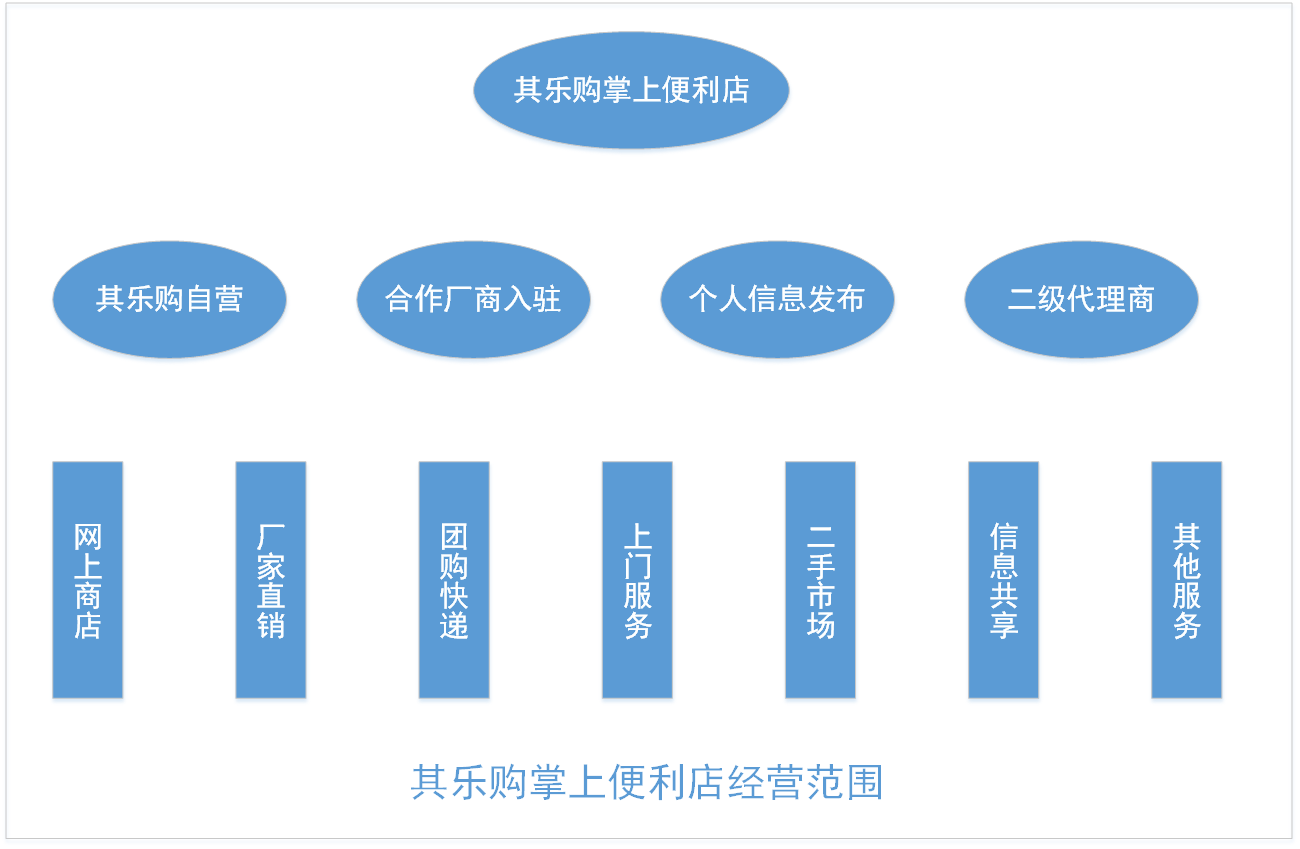 其乐购掌上便利店
其乐购自营
合作厂商入驻
个人信息发布
二级代理商
网上商店
厂家直销
团购快递
上门服务
二手市场
信息共享
其他服务
其乐购掌上便利店经营范围